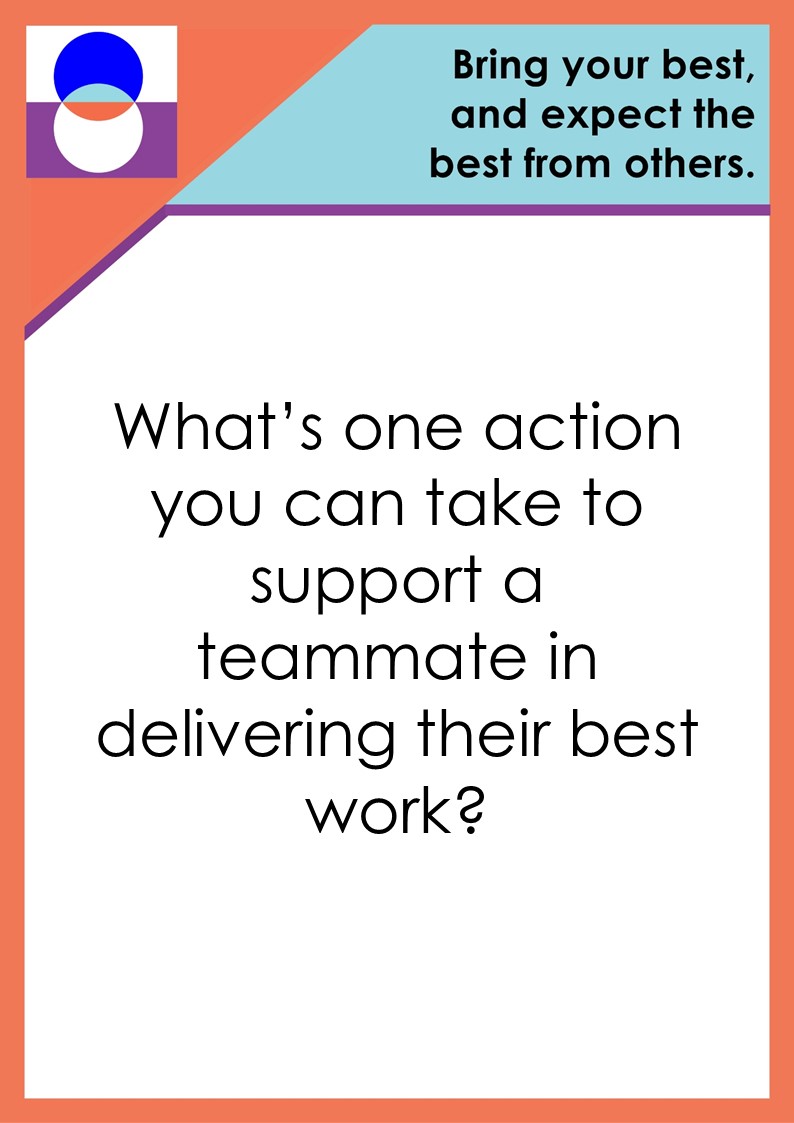 Bring your best,
and expect the
best from others.
What’s one action
you can take to
support a
teammate in
delivering their best
work?